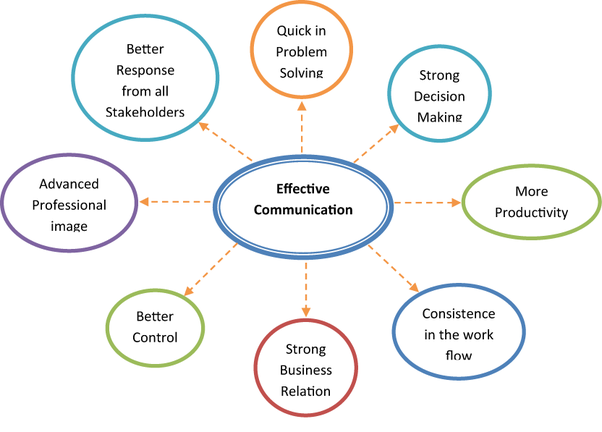 Quick in
Problem
Solving
Better
Response
from all
Stakeholders
Strong
Decision
Making
Advanced
Professional
image
Effective
Communication
More
Productivity
Better
Control
Strong
Business
Relation
Consistence
in the work
flow